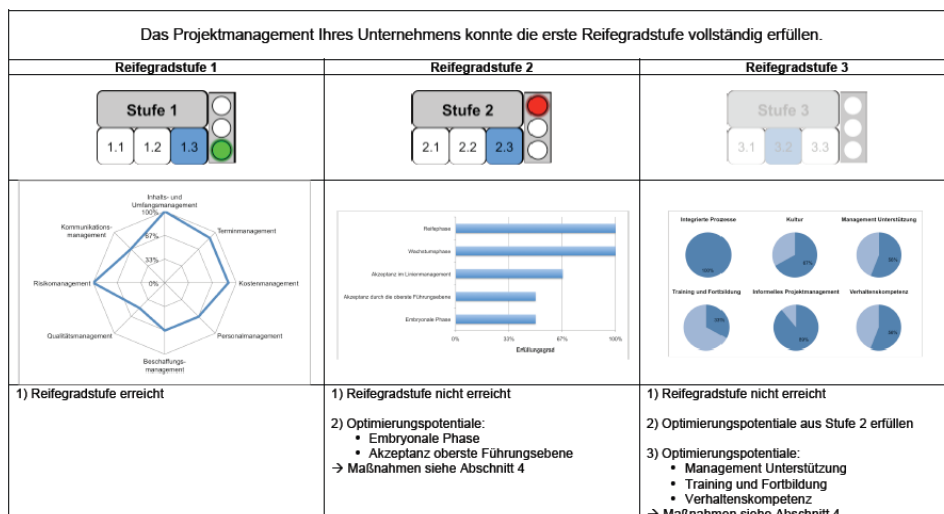 Das Projektmanagement Ihres Unternehmens konnte die erste Reifegradstufe vollständig erfüllen.
Reifegradstufe 1
Stufe 1
1.1 1.2 1.3
Inhalts- und
Umfangsmanagement
100%
67%
33%
0%
Terminmanagement
Kostenmanagement
Personalmanagement
Beschaffungs-
management
Qualitätsmanagement
Risikomanagement
Kommunikations-
management
1) Reifegradstufe erreicht
Reifegradstufe 2
Stufe 2
2.1 2.2 2.3
Reifephase
Wachstumsphase
Akzeptanz im Linienmanagement
Akzeptanz durch die oberste Führungsebene
Embryonale Phase
0% 33% 67% 100%
Erfüllungsgrad
1) Reifegradstufe nicht erreicht
2) Optimierungspotentiale:
• Embryonale Phase
• Akzeptanz oberste Führungsebene
→ Maßnahmen siehe Abschnitt 4
Reifegradstufe 3
Stufe 3
3.1 3.2 3.3
Integrierte Prozesse Kultur Management Unterstützung
100% 67%
Training und Fortbildung Informelles Projektmanagement Verhaltenskompetenz
1) Reifegradstufe nicht erreicht
2) Optimierungspotentiale aus Stufe 2 erfüllen
3) Optimierungspotentiale:
• Management Unterstützung
• Training und Fortbildung
• Verhaltenskompetenz
→ Maßnahmen siehe Abschnitt 4